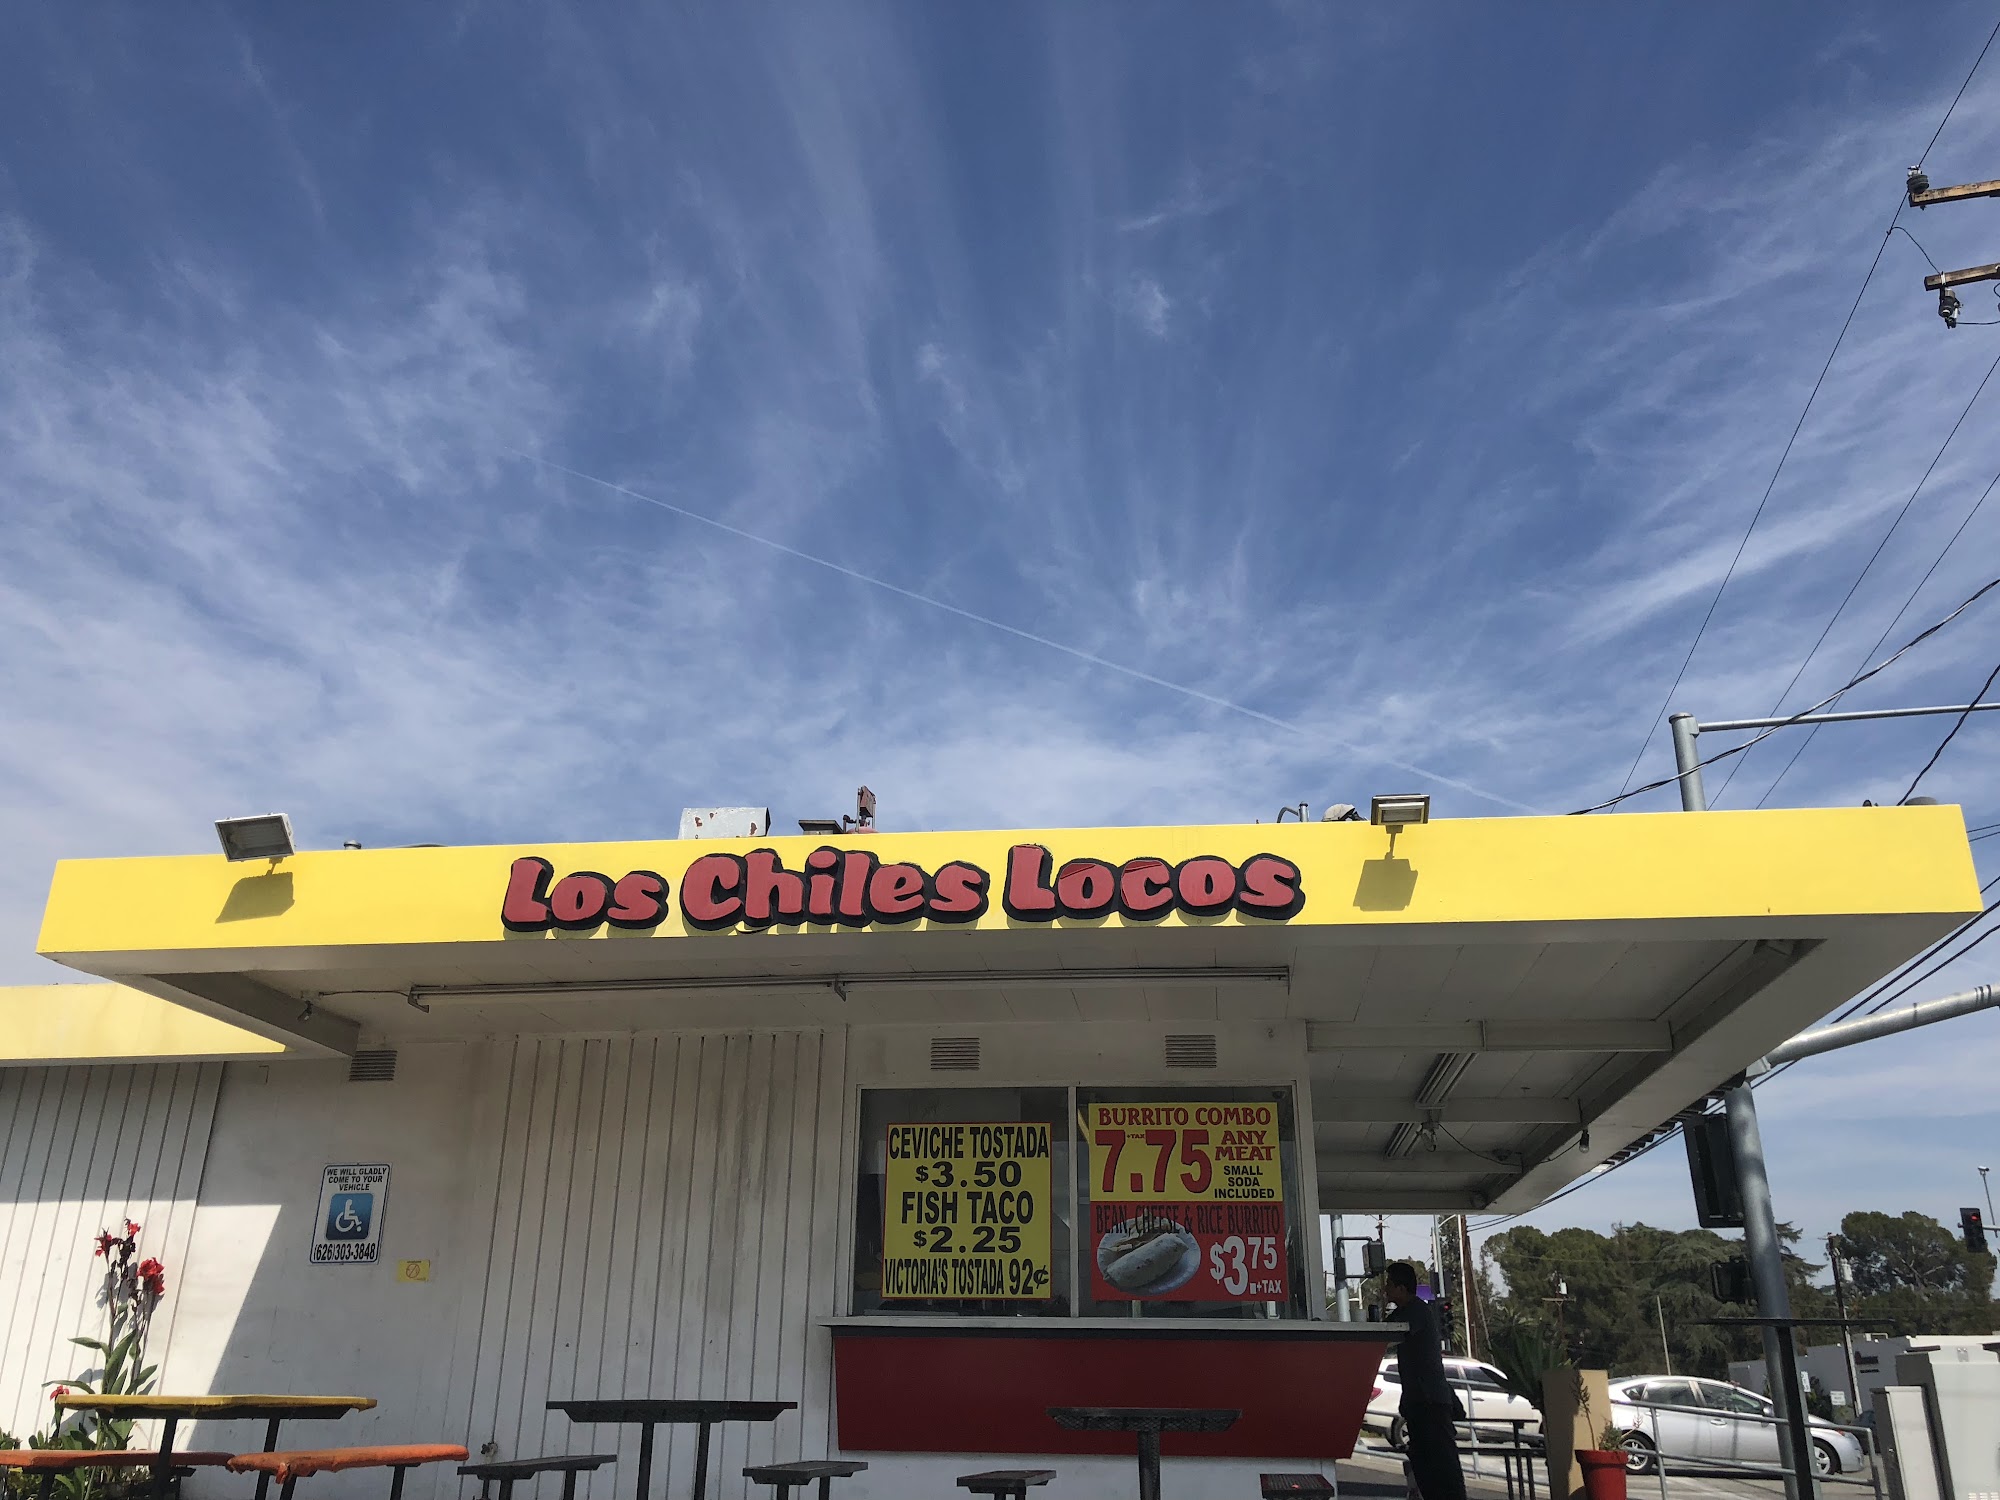 Los Chiles Locos
WE WILL GLADLY
COME TO YOUR
VEHICLE
(626)303-3848
CEVICHE TOSTADA
$3.50
FISH TACO
$2.25
VICTORIA'S TOSTADA 92¢
BURRITO COMBO
7.75 +TAX
ANY
MEAT
SMALL
SODA
INCLUDED
BEAN, CHEESE & RICE BURRITO
$3.75
+TAX